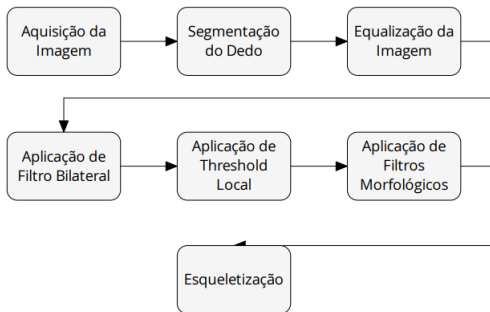 Aquisição da
Imagem
Segmentação
do Dedo
Equalização da
Imagem
Aplicação de
Filtro Bilateral
Aplicação de
Threshold
Local
Aplicação de
Filtros
Morfológicos
Esqueletização